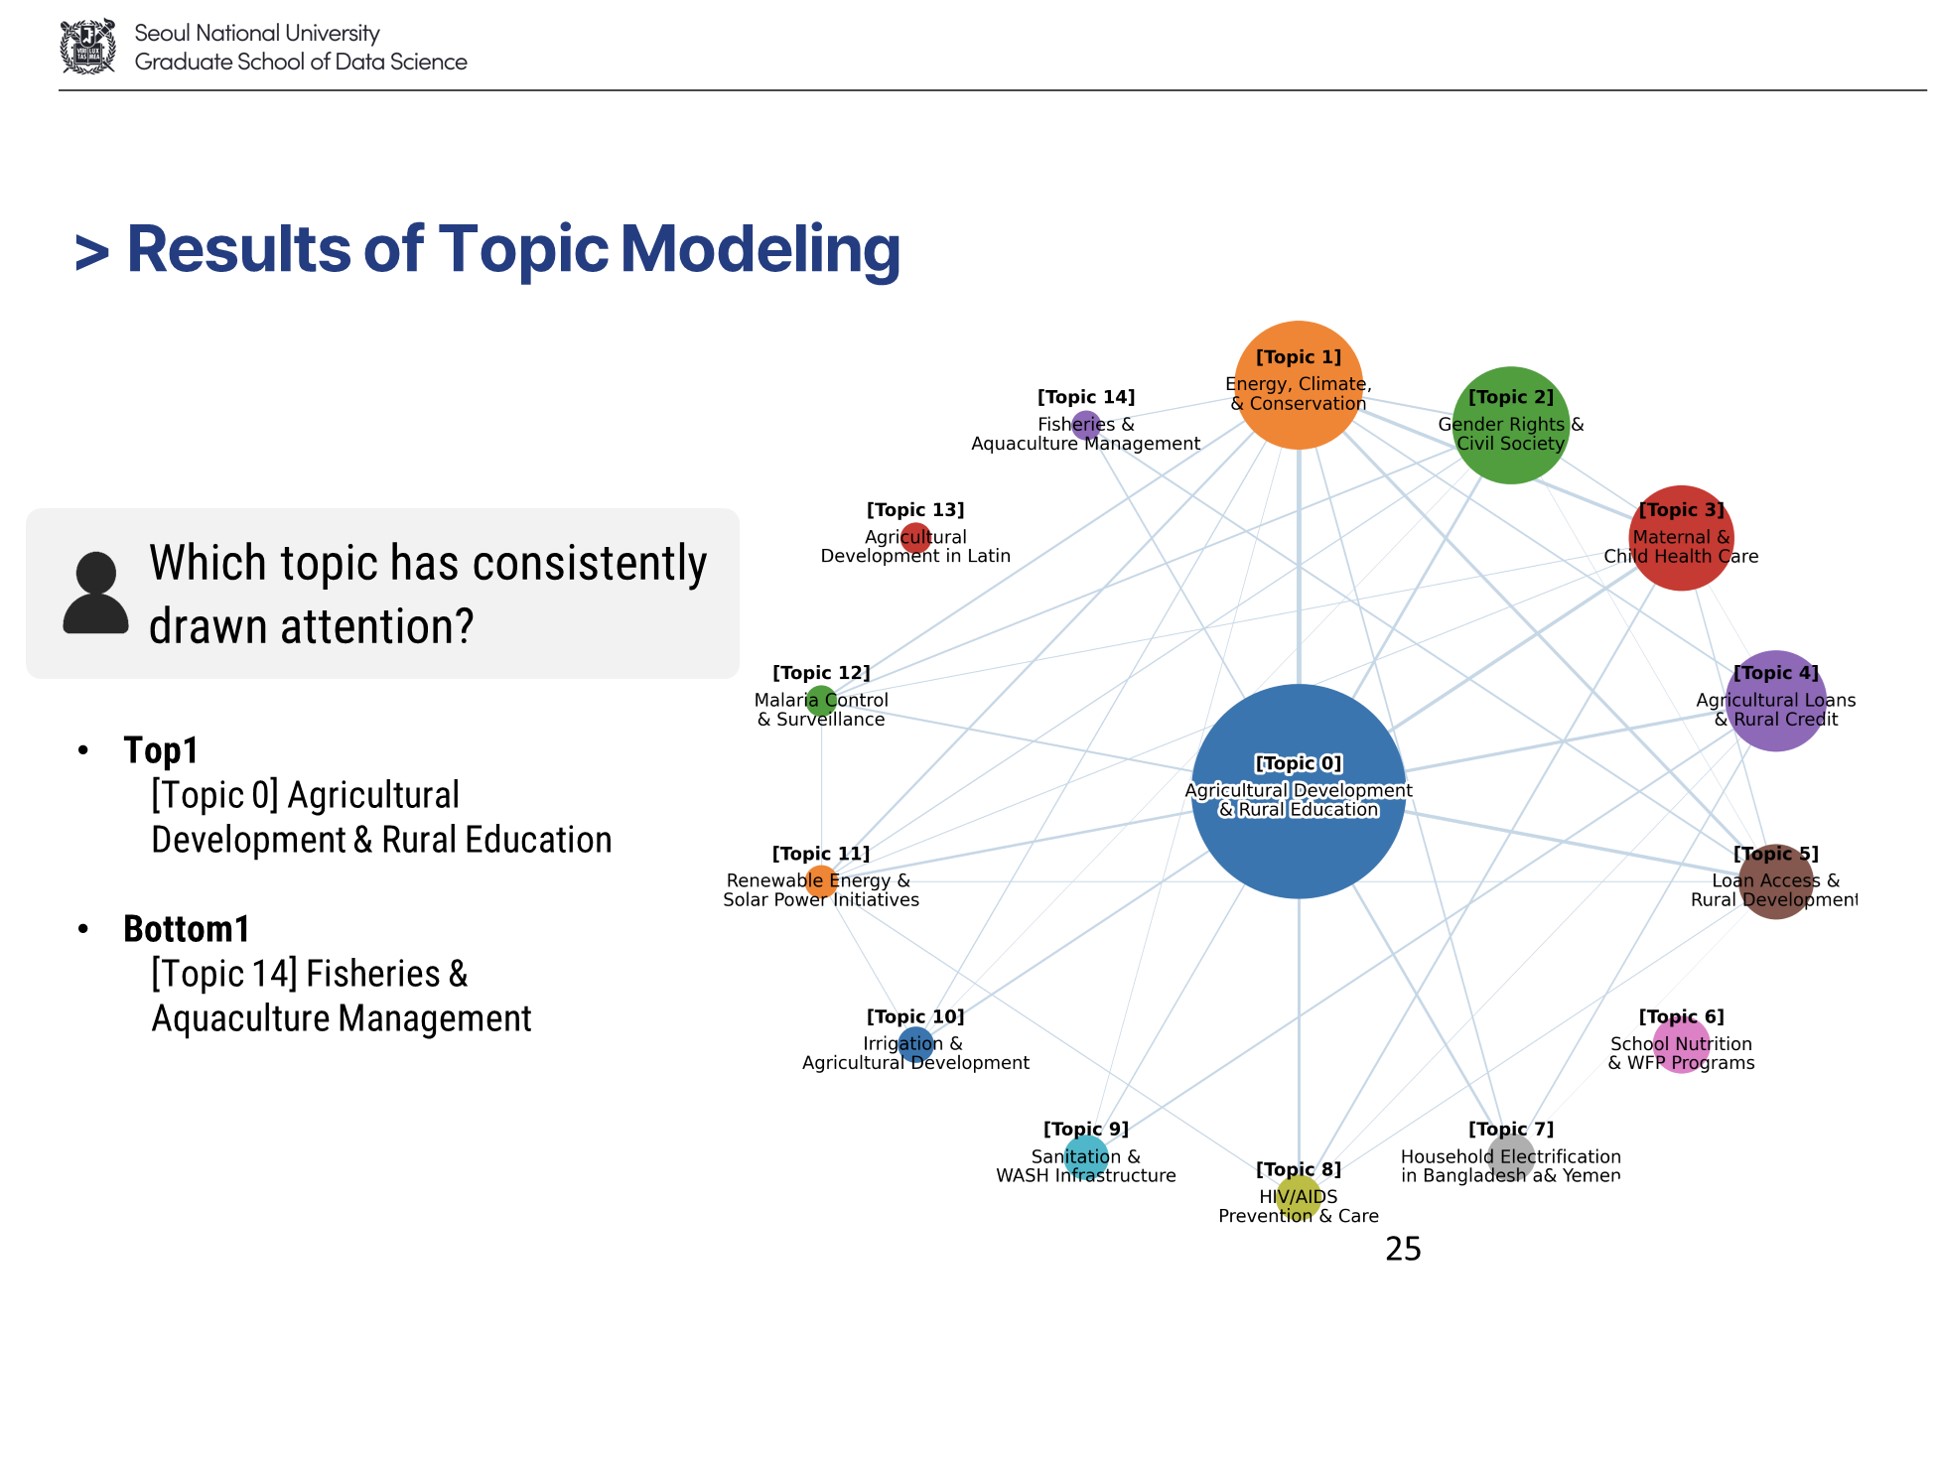 Seoul National University
Graduate School of Data Science
> Results of Topic Modeling
Which topic has consistently
drawn attention?
• Top1
[Topic 0] Agricultural
Development & Rural Education
• Bottom1
[Topic 14] Fisheries &
Aquaculture Management
[Topic 1]
Energy, Climate,
& Conservation
[Topic 2]
Gender Rights &
Civil Society
[Topic 3]
Maternal &
Child Health Care
[Topic 4]
Agricultural Loans
& Rural Credit
[Topic 5]
Loan Access &
Rural Development
[Topic 6]
School Nutrition
& WFP Programs
[Topic 7]
Household Electrification
in Bangladesh a& Yemen
[Topic 8]
HIV/AIDS
Prevention & Care
[Topic 9]
Sanitation &
WASH Infrastructure
[Topic 10]
Irrigation &
Agricultural Development
[Topic 11]
Renewable Energy &
Solar Power Initiatives
[Topic 12]
Malaria Control
& Surveillance
[Topic 13]
Agricultural
Development in Latin
[Topic 14]
Fisheries &
Aquaculture Management
[Topic 0]
Agricultural Development
& Rural Education
25